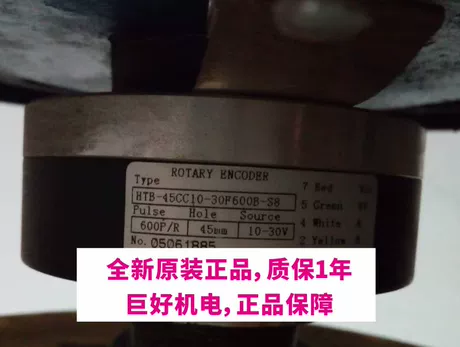 ROTARY ENCODER
Type
HTB-45CC10-30F600B-S8
Pulse Hole Source
600P/R 45mm 10-30V
No. 05061885
7 Red
5 Green 0V
4 White A
2 Yellow B
全新原装正品,质保1年
巨好机电,正品保障